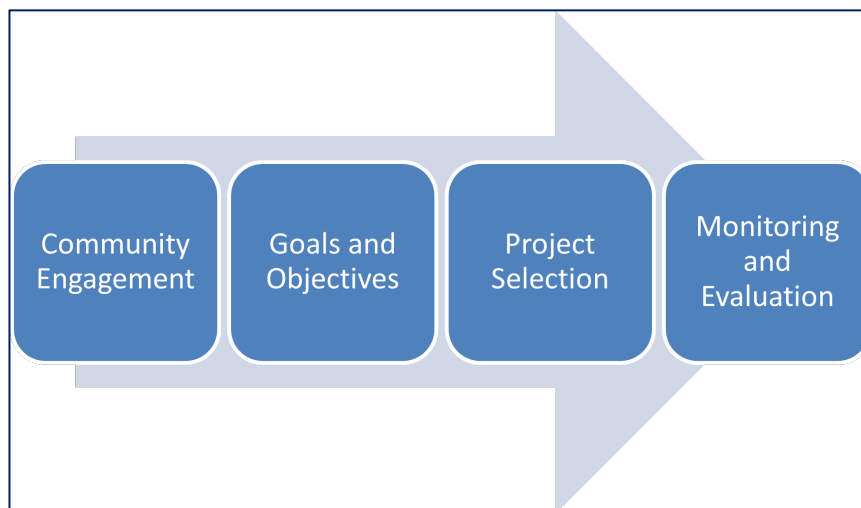 Community
Engagement
Goals and
Objectives
Project
Selection
Monitoring
and
Evaluation